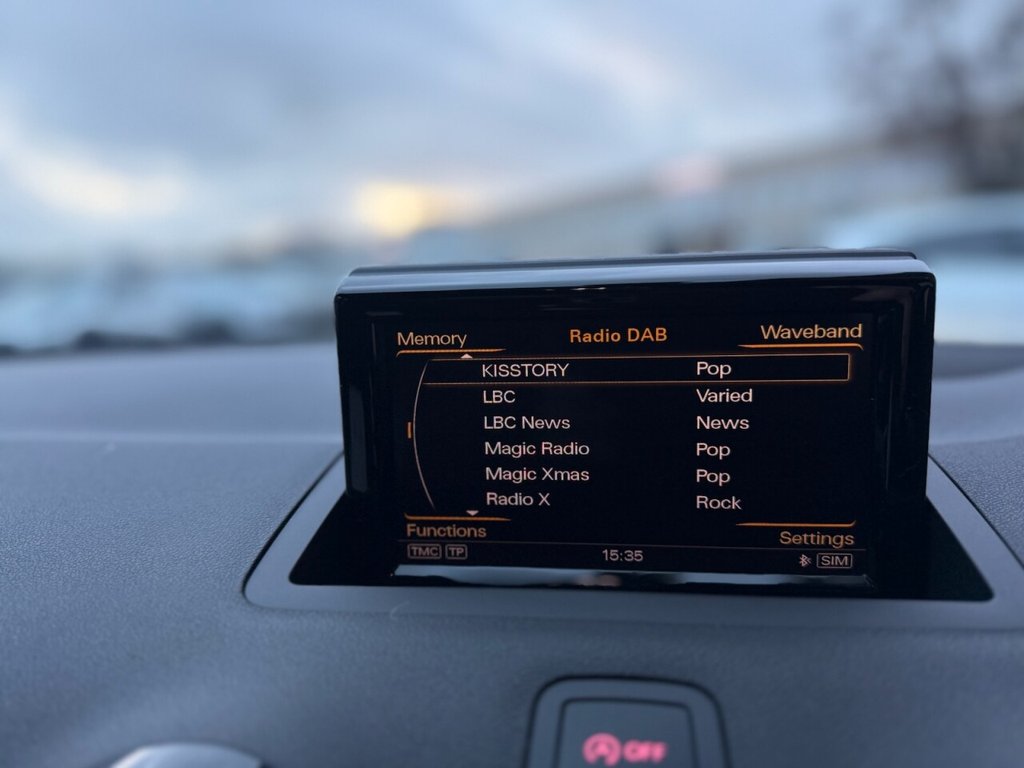 Memory Radio DAB Waveband
KISSTORY Pop
LBC Varied
LBC News News
Magic Radio Pop
Magic Xmas Pop
Radio X Rock
Functions Settings
TMC TP 15:35 SIM
A OFF